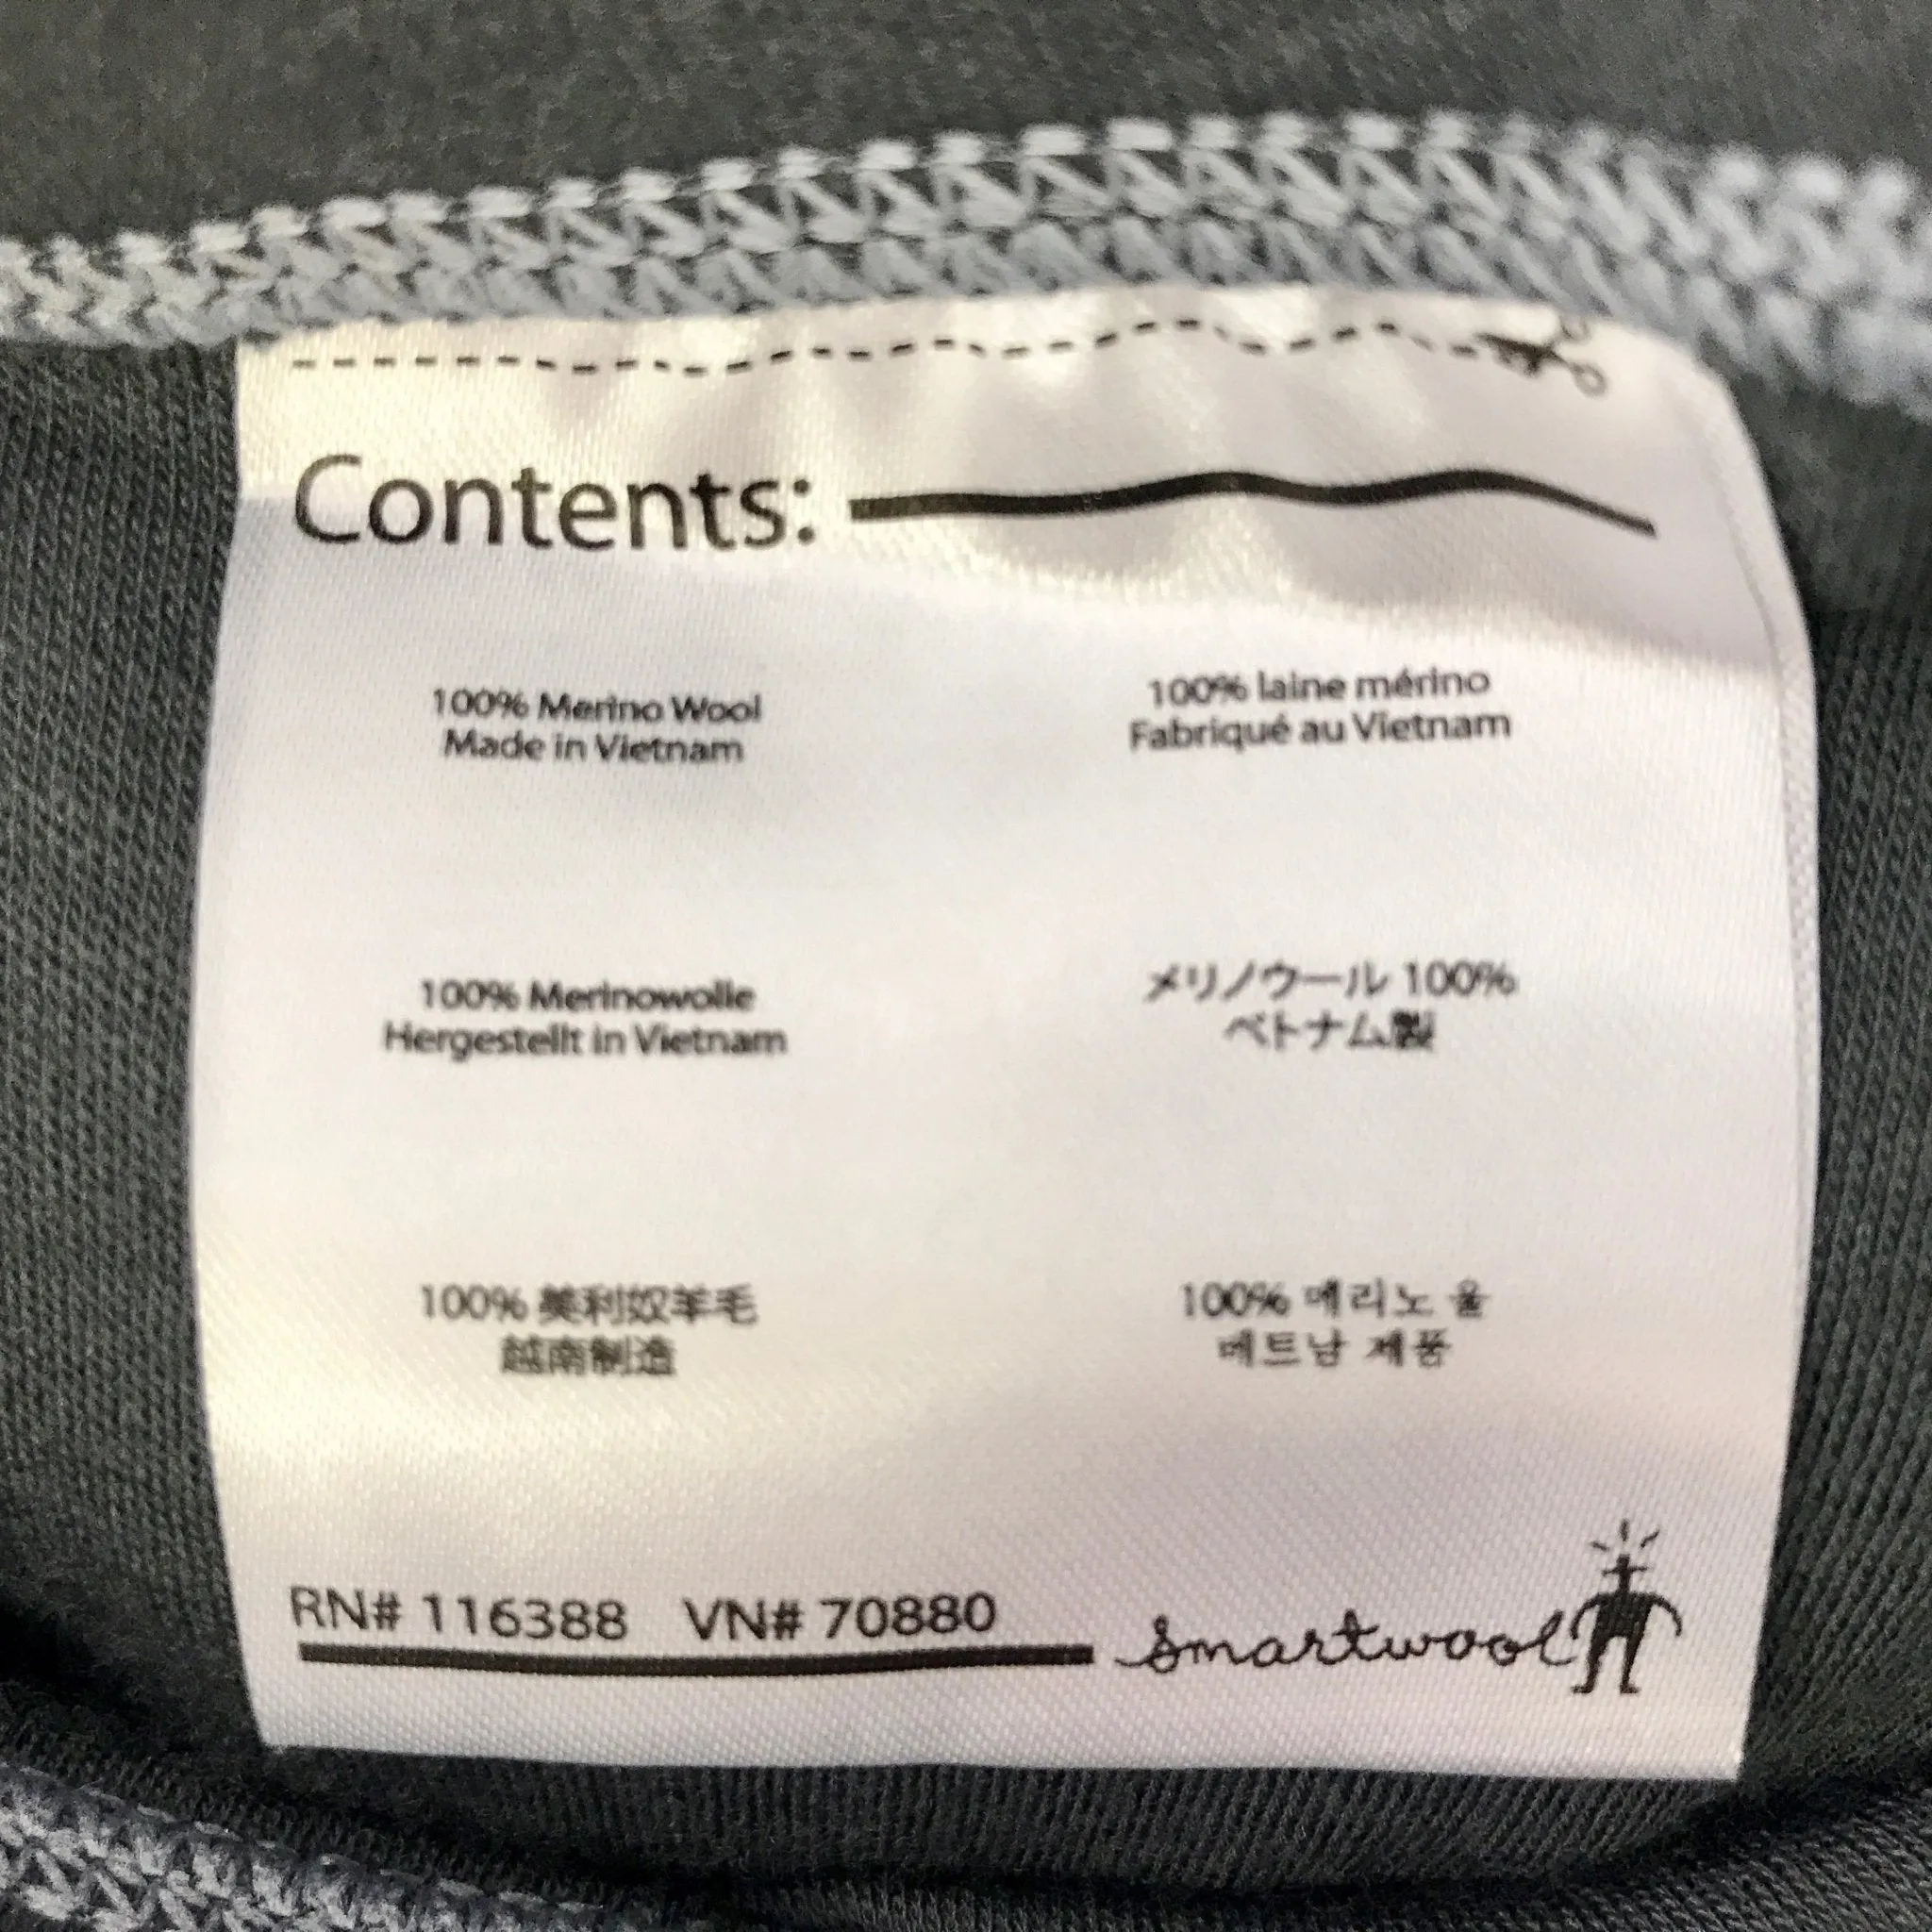 Contents:
100% Merino Wool
Made in Vietnam
100% laine mérino
Fabriqué au Vietnam
100% Merinowolle
Hergestellt in Vietnam
メリノウール 100%
ベトナム製
100% 美利奴羊毛
越南制造
100% 메리노 울
베트남 제품
RN# 116388 VN# 70880
smartwool